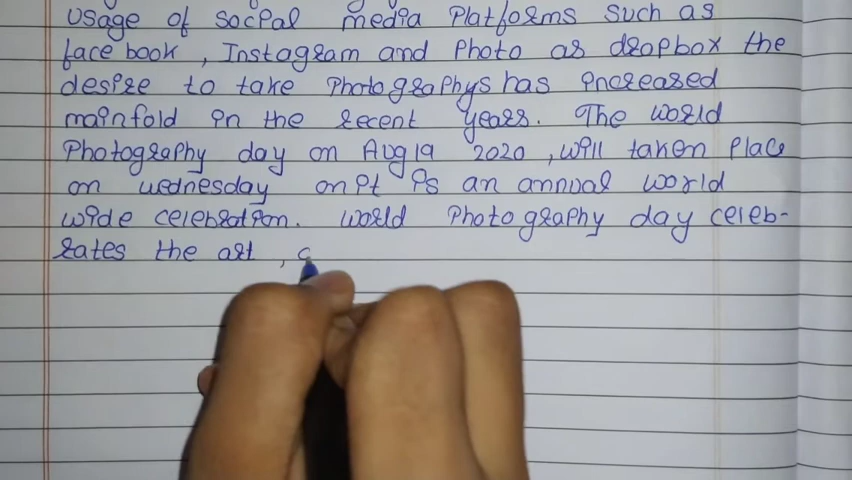 Usage of social media Platforms such as
face book , Instagram and Photo as dropbox the
desire to take Photographys has increased
mainfold in the recent years. The world
Photography day on Aug 19 2020 , will taken Place
on wednesday on it is an annual world
wide celebration. World Photography day celeb-
rates the art ,